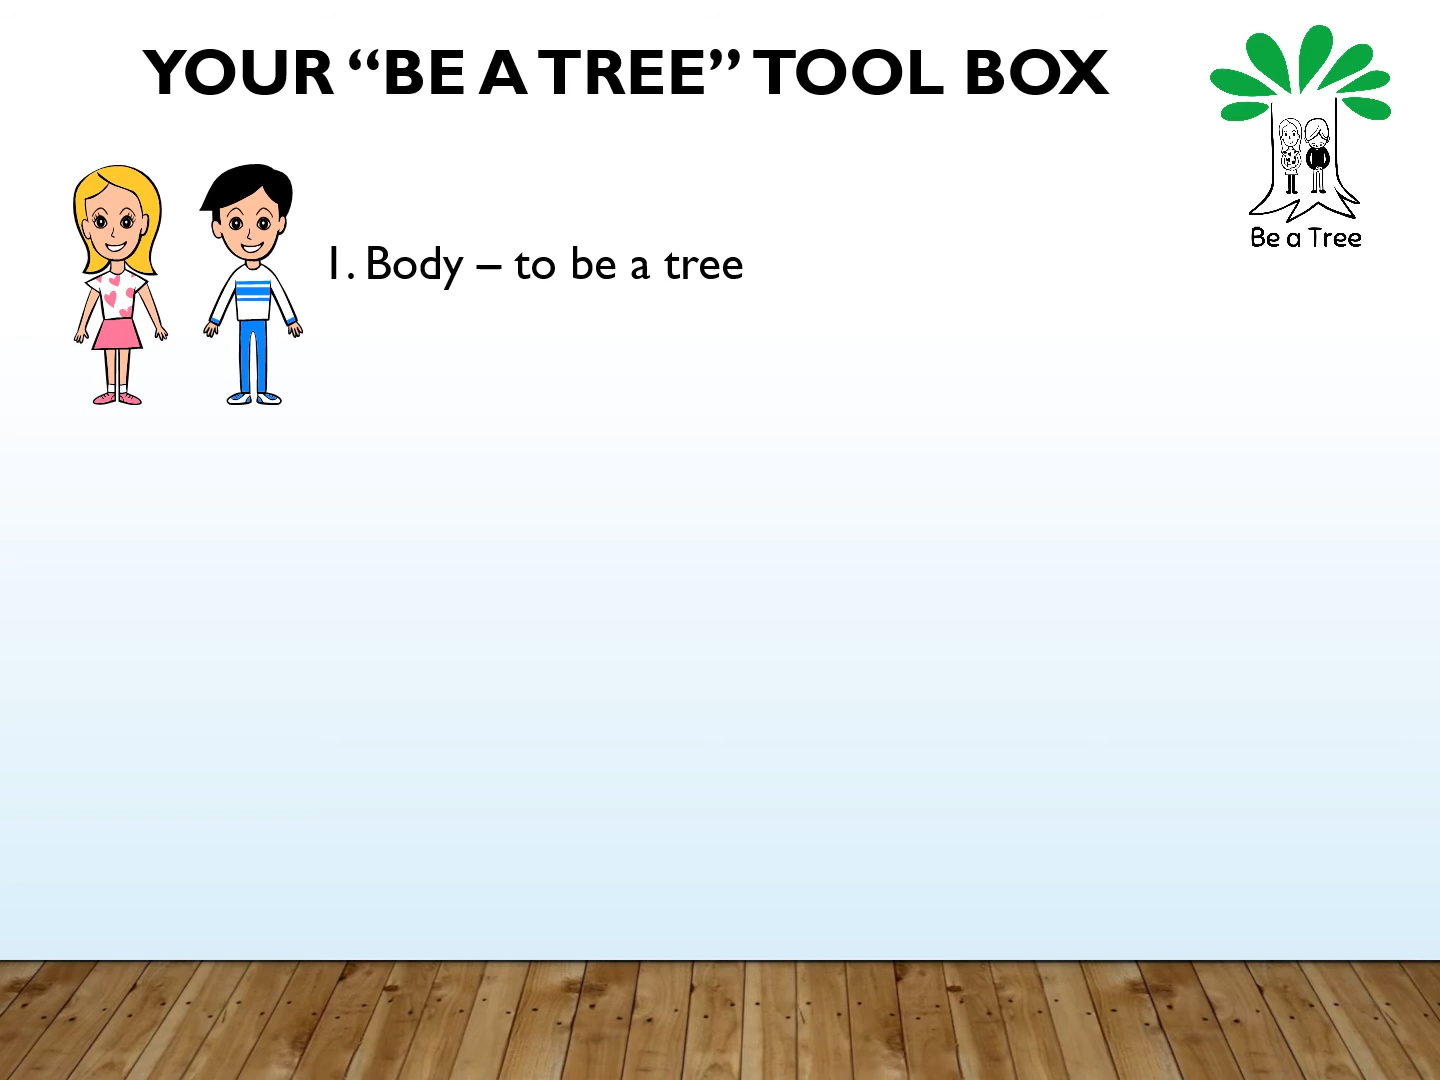 YOUR “BE A TREE” TOOL BOX
1. Body – to be a tree
Be a Tree